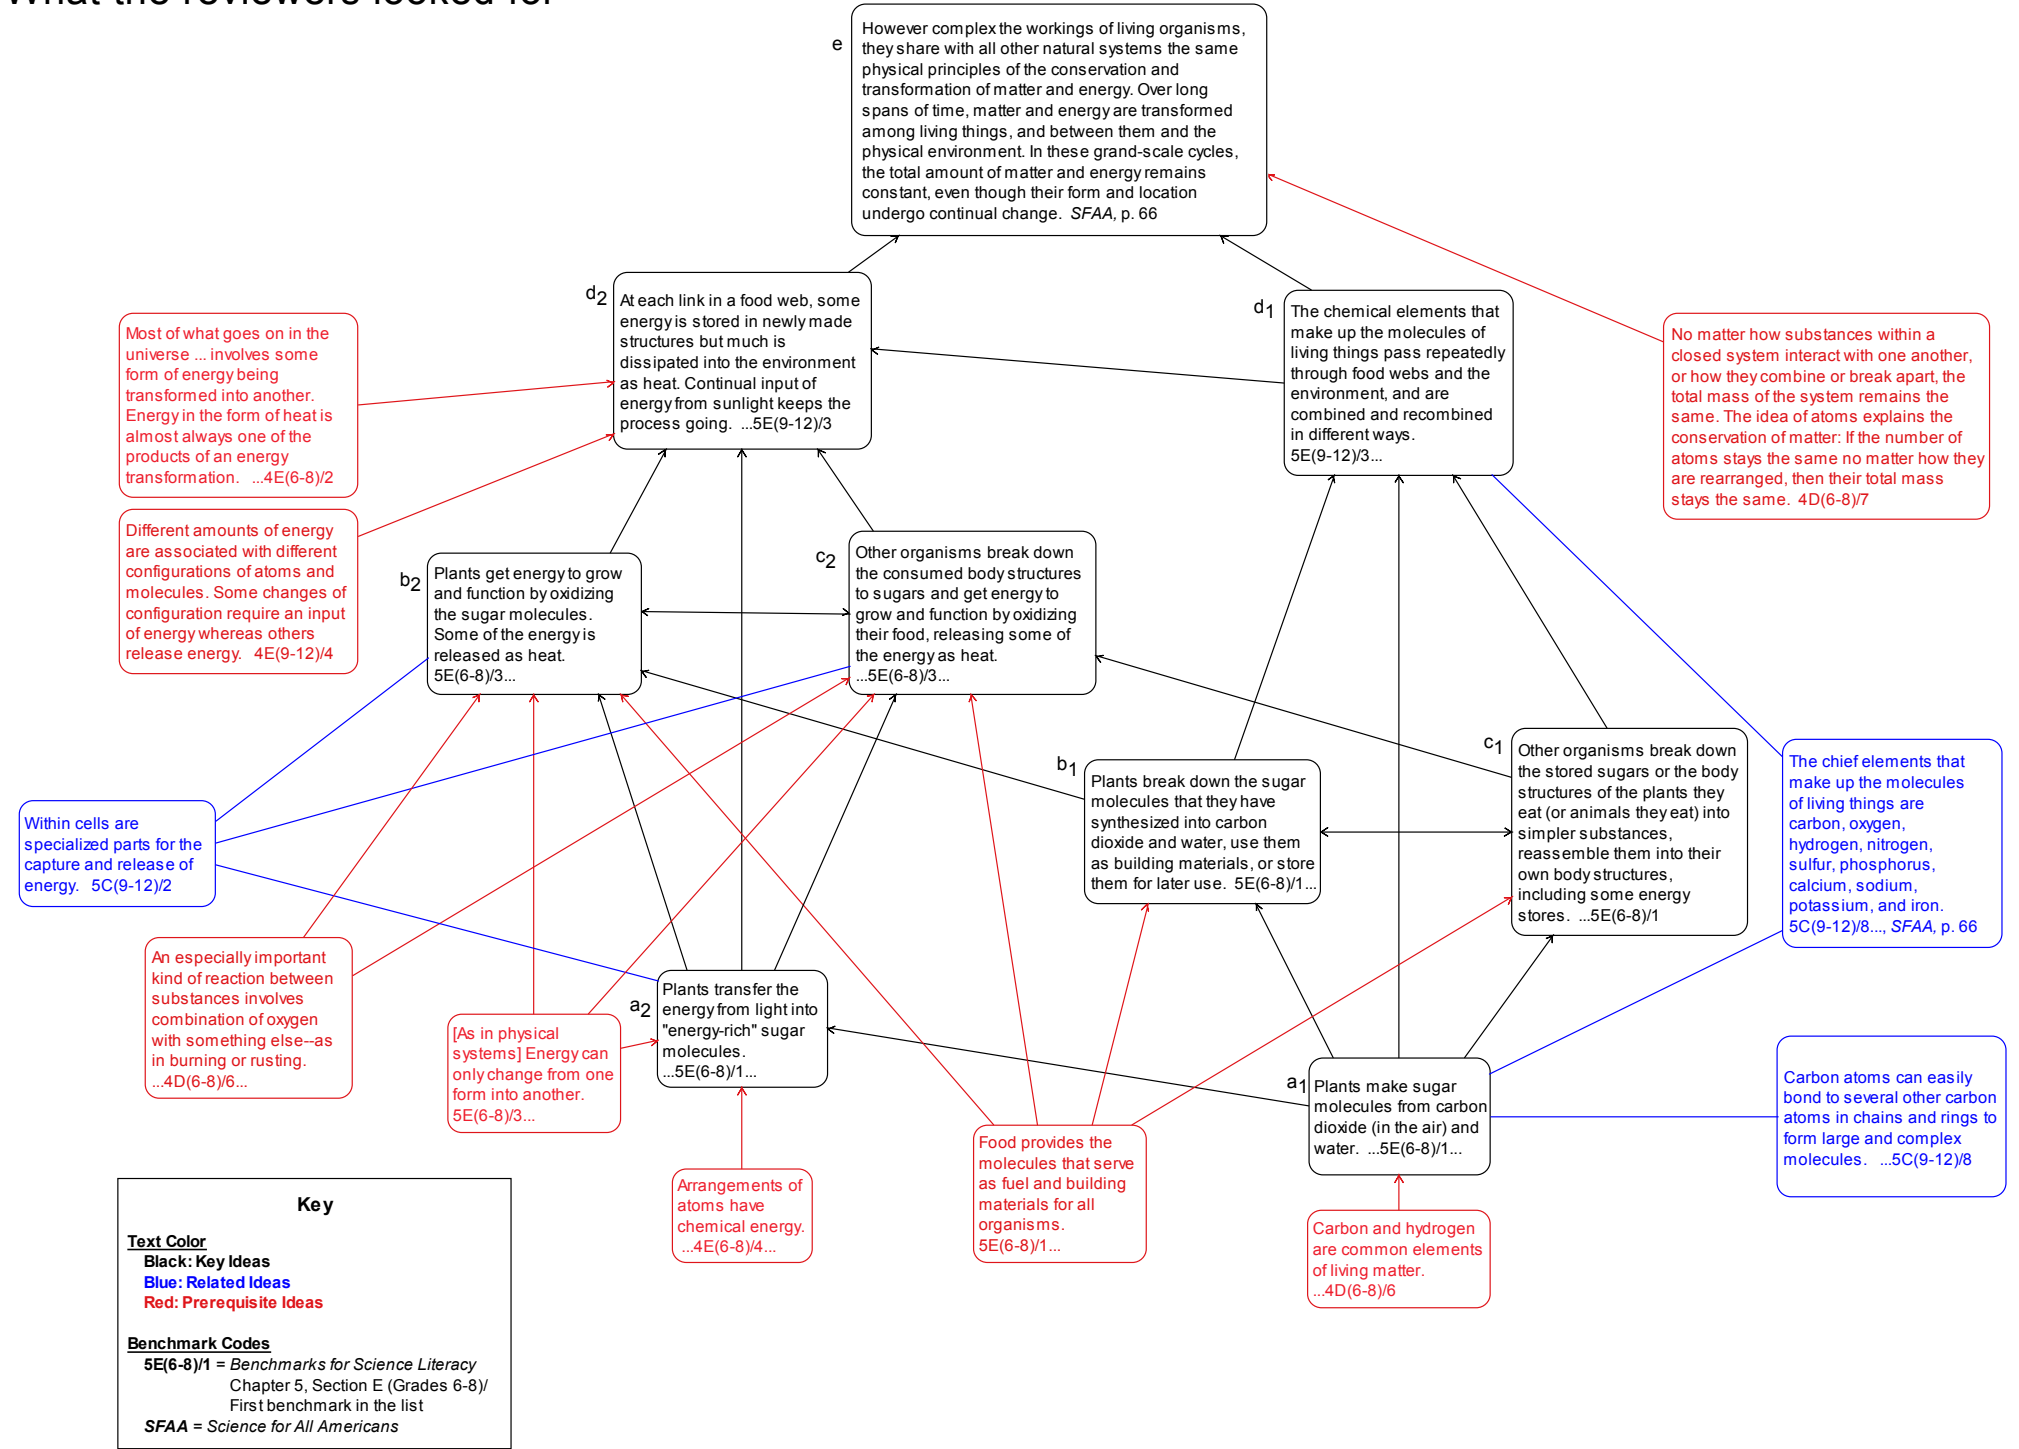 What the reviewers looked for
e
However complex the workings of living organisms,
they share with all other natural systems the same
physical principles of the conservation and
transformation of matter and energy. Over long
spans of time, matter and energy are transformed
among living things, and between them and the
physical environment. In these grand-scale cycles,
the total amount of matter and energy remains
constant, even though their form and location
undergo continual change. SFAA, p. 66
d2
At each link in a food web, some
energy is stored in newly made
structures but much is
dissipated into the environment
as heat. Continual input of
energy from sunlight keeps the
process going. ...5E(9-12)/3
d1
The chemical elements that
make up the molecules of
living things pass repeatedly
through food webs and the
environment, and are
combined and recombined
in different ways.
5E(9-12)/3...
Most of what goes on in the
universe ... involves some
form of energy being
transformed into another.
Energy in the form of heat is
almost always one of the
products of an energy
transformation. ...4E(6-8)/2
No matter how substances within a
closed system interact with one another,
or how they combine or break apart, the
total mass of the system remains the
same. The idea of atoms explains the
conservation of matter: If the number of
atoms stays the same no matter how they
are rearranged, then their total mass
stays the same. 4D(6-8)/7
Different amounts of energy
are associated with different
configurations of atoms and
molecules. Some changes of
configuration require an input
of energy whereas others
release energy. 4E(9-12)/4
b2
Plants get energy to grow
and function by oxidizing
the sugar molecules.
Some of the energy is
released as heat.
5E(6-8)/3...
c2
Other organisms break down
the consumed body structures
to sugars and get energy to
grow and function by oxidizing
their food, releasing some of
the energy as heat.
...5E(6-8)/3...
b1
Plants break down the sugar
molecules that they have
synthesized into carbon
dioxide and water, use them
as building materials, or store
them for later use. 5E(6-8)/1...
c1
Other organisms break down
the stored sugars or the body
structures of the plants they
eat (or animals they eat) into
simpler substances,
reassemble them into their
own body structures,
including some energy
stores. ...5E(6-8)/1
The chief elements that
make up the molecules
of living things are
carbon, oxygen,
hydrogen, nitrogen,
sulfur, phosphorus,
calcium, sodium,
potassium, and iron.
5C(9-12)/8..., SFAA, p. 66
Within cells are
specialized parts for the
capture and release of
energy. 5C(9-12)/2
An especially important
kind of reaction between
substances involves
combination of oxygen
with something else--as
in burning or rusting.
...4D(6-8)/6...
[As in physical
systems] Energy can
only change from one
form into another.
5E(6-8)/3...
a2
Plants transfer the
energy from light into
"energy-rich" sugar
molecules.
...5E(6-8)/1...
a1
Plants make sugar
molecules from carbon
dioxide (in the air) and
water. ...5E(6-8)/1...
Carbon atoms can easily
bond to several other carbon
atoms in chains and rings to
form large and complex
molecules. ...5C(9-12)/8
Arrangements of
atoms have
chemical energy.
...4E(6-8)/4...
Food provides the
molecules that serve
as fuel and building
materials for all
organisms.
5E(6-8)/1...
Carbon and hydrogen
are common elements
of living matter.
...4D(6-8)/6
Key
Text Color
Black: Key Ideas
Blue: Related Ideas
Red: Prerequisite Ideas
Benchmark Codes
5E(6-8)/1 = Benchmarks for Science Literacy
Chapter 5, Section E (Grades 6-8)/
First benchmark in the list
SFAA = Science for All Americans